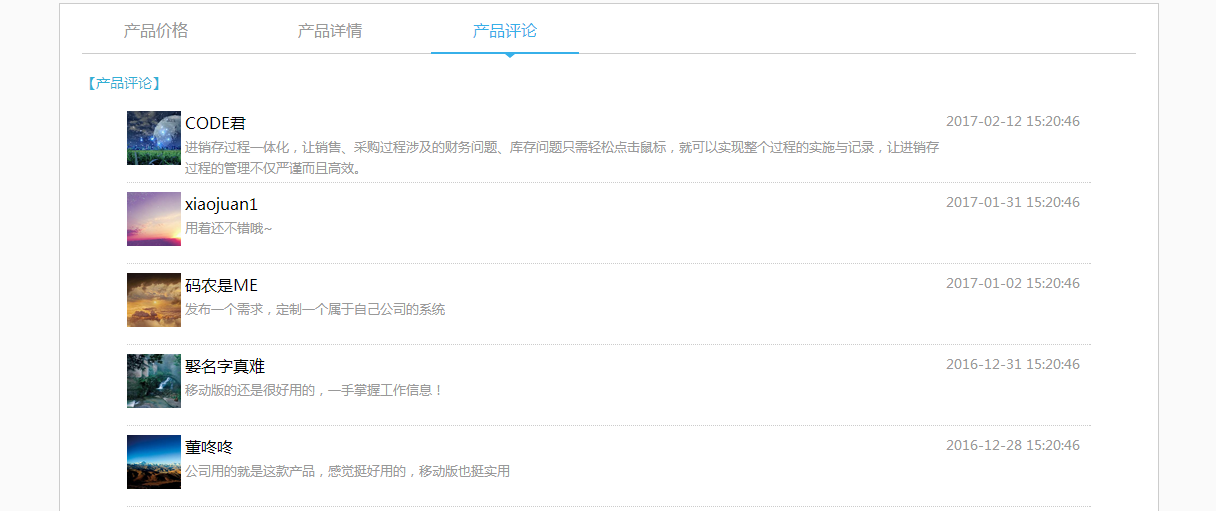 产品价格 产品详情 产品评论
【产品评论】
CODE君 2017-02-12 15:20:46
进销存过程一体化，让销售、采购过程涉及的财务问题、库存问题只需轻松点击鼠标，就可以实现整个过程的实施与记录，让进销存
过程的管理不仅严谨而且高效。
xiaojuan1 2017-01-31 15:20:46
用着还不错哦~
码农是ME 2017-01-02 15:20:46
发布一个需求，定制一个属于自己公司的系统
娶名字真难 2016-12-31 15:20:46
移动版的还是很好用的，一手掌握工作信息！
董咚咚 2016-12-28 15:20:46
公司用的就是这款产品，感觉挺好用的，移动版也挺实用